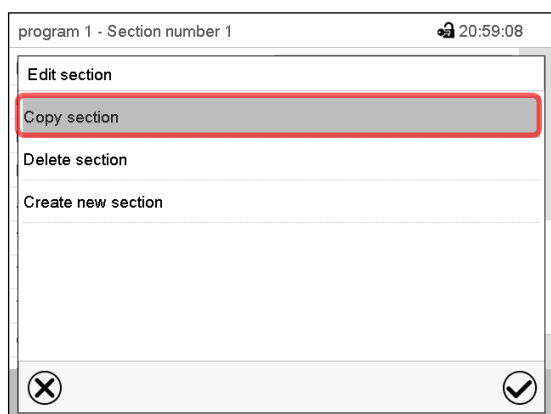 program 1 - Section number 1 20:59:08
Edit section
Copy section
Delete section
Create new section